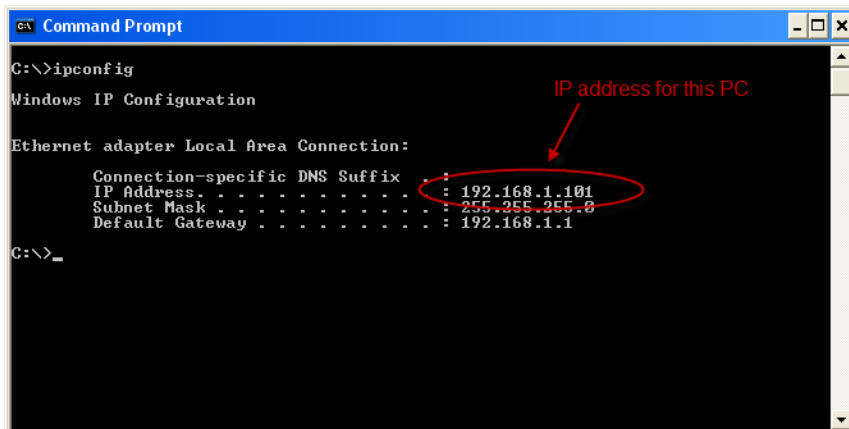 Command Prompt
C:\>ipconfig
IP address for this PC
Windows IP Configuration
Ethernet adapter Local Area Connection:
Connection-specific DNS Suffix . :
IP Address. . . . . . . . . . . . : 192.168.1.101
Subnet Mask . . . . . . . . . . . : 255.255.255.0
Default Gateway . . . . . . . . . : 192.168.1.1
C:\>_